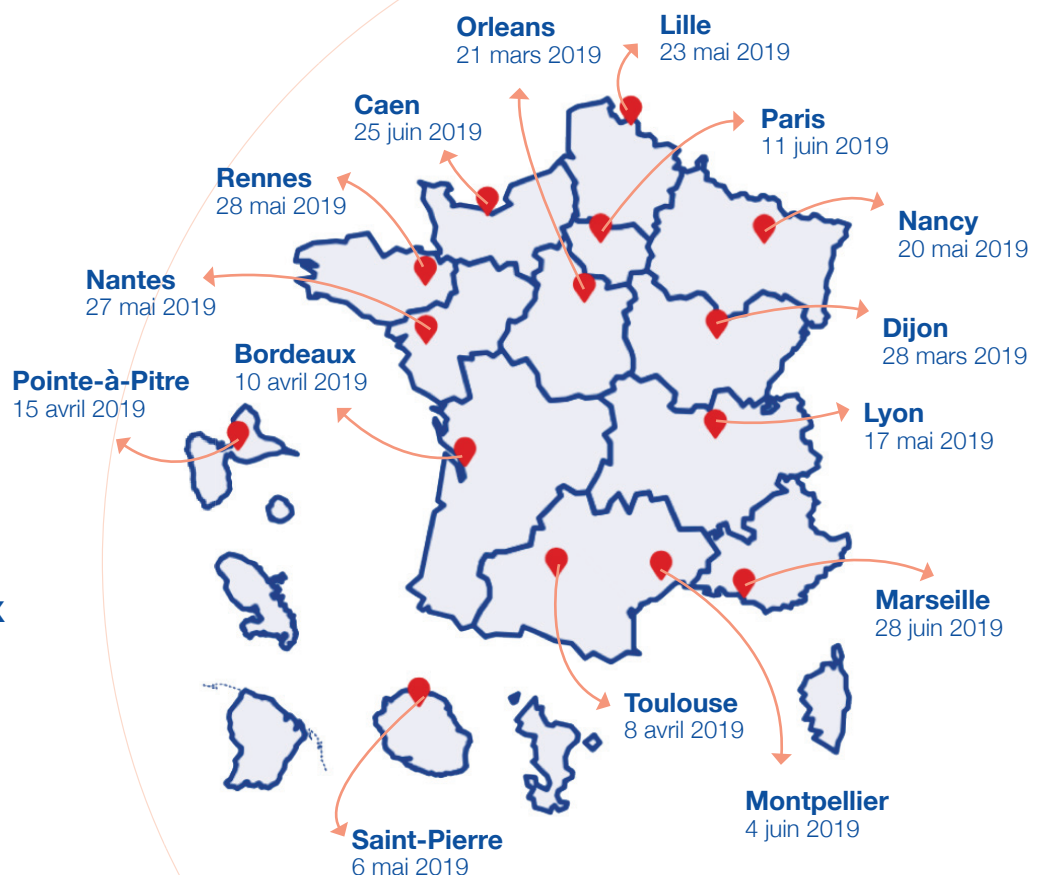 Orleans
21 mars 2019
Lille
23 mai 2019
Caen
25 juin 2019
Paris
11 juin 2019
Rennes
28 mai 2019
Nancy
20 mai 2019
Nantes
27 mai 2019
Dijon
28 mars 2019
Bordeaux
10 avril 2019
Pointe-à-Pitre
15 avril 2019
Lyon
17 mai 2019
Marseille
28 juin 2019
x
Toulouse
8 avril 2019
Montpellier
4 juin 2019
Saint-Pierre
6 mai 2019